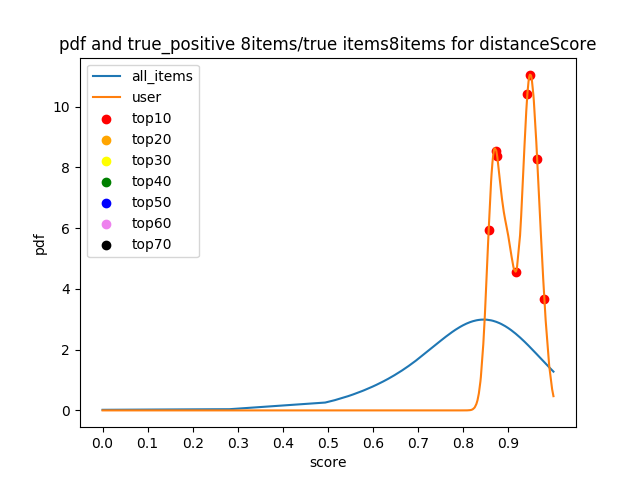 pdf and true_positive 8items/true items8items for distanceScore
all_items
user
top10
top20
top30
top40
top50
top60
top70
pdf
10
8
6
4
2
0
0.0 0.1 0.2 0.3 0.4 0.5 0.6 0.7 0.8 0.9
score